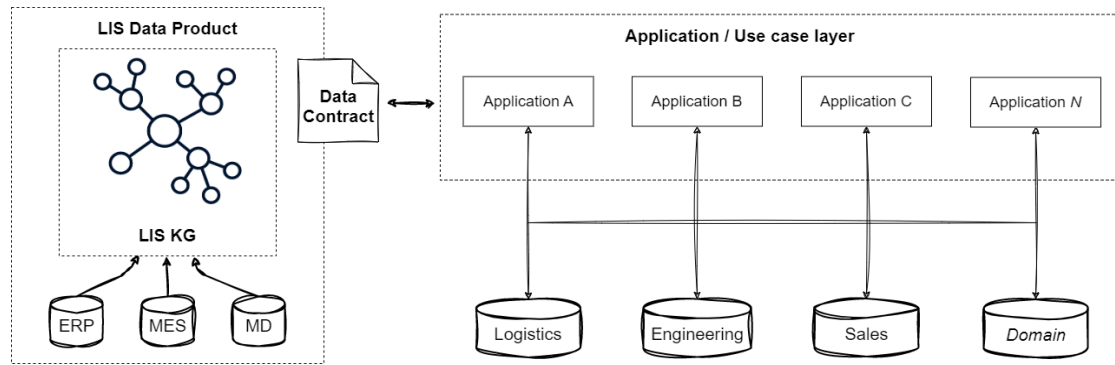 LIS Data Product
LIS KG
ERP
MES
MD
Data
Contract
Application / Use case layer
Application A
Application B
Application C
Application N
Logistics
Engineering
Sales
Domain